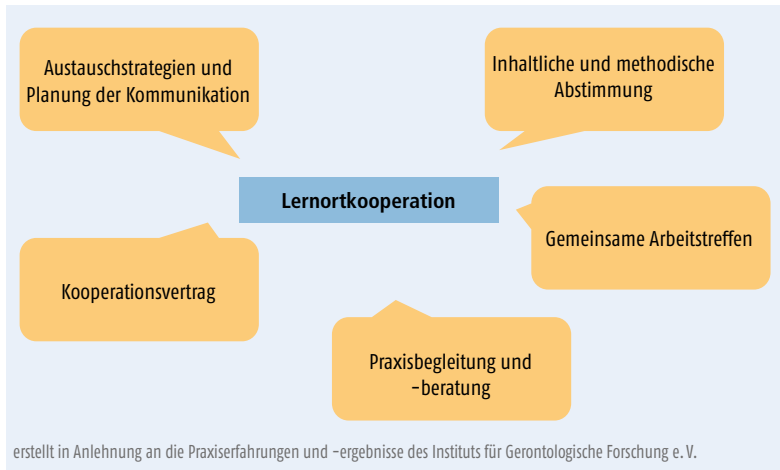 Austauschstrategien und
Planung der Kommunikation
Inhaltliche und methodische
Abstimmung
Lernortkooperation
Gemeinsame Arbeitstreffen
Kooperationsvertrag
Praxisbegleitung und
-beratung
erstellt in Anlehnung an die Praxiserfahrungen und -ergebnisse des Instituts für Gerontologische Forschung e. V.